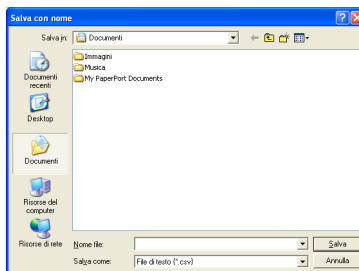 Salva con nome
Salva in: Documenti
Immagini
Musica
My PaperPort Documents
Documenti recenti
Desktop
Documenti
Risorse del computer
Risorse di rete
Nome file:
Salva
Salva come: File di testo (*.csv)
Annulla